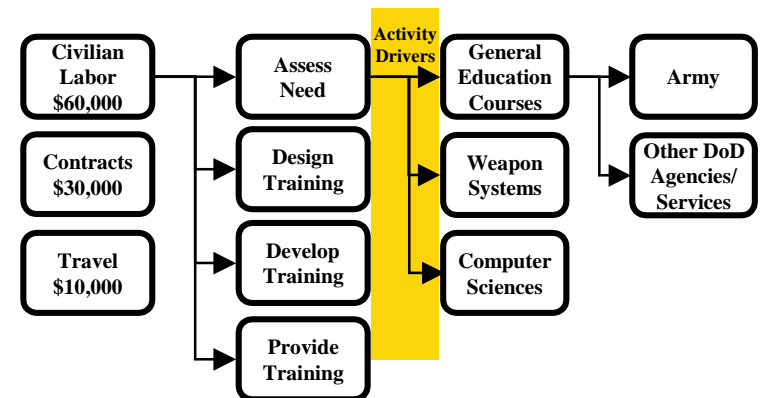 Civilian
Labor
$60,000
Contracts
$30,000
Travel
$10,000
Assess
Need
Design
Training
Develop
Training
Provide
Training
Activity
Drivers
General
Education
Courses
Weapon
Systems
Computer
Sciences
Army
Other DoD
Agencies/
Services